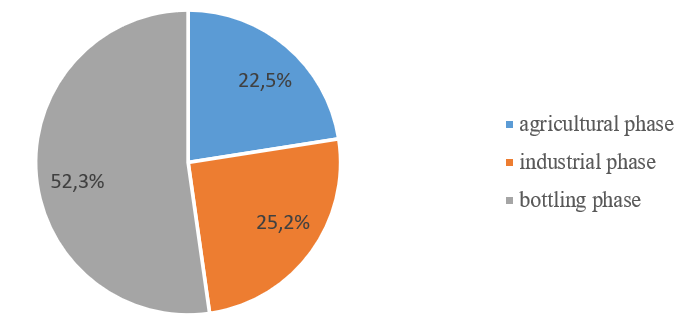 22,5%
52,3%
25,2%
agricultural phase
industrial phase
bottling phase